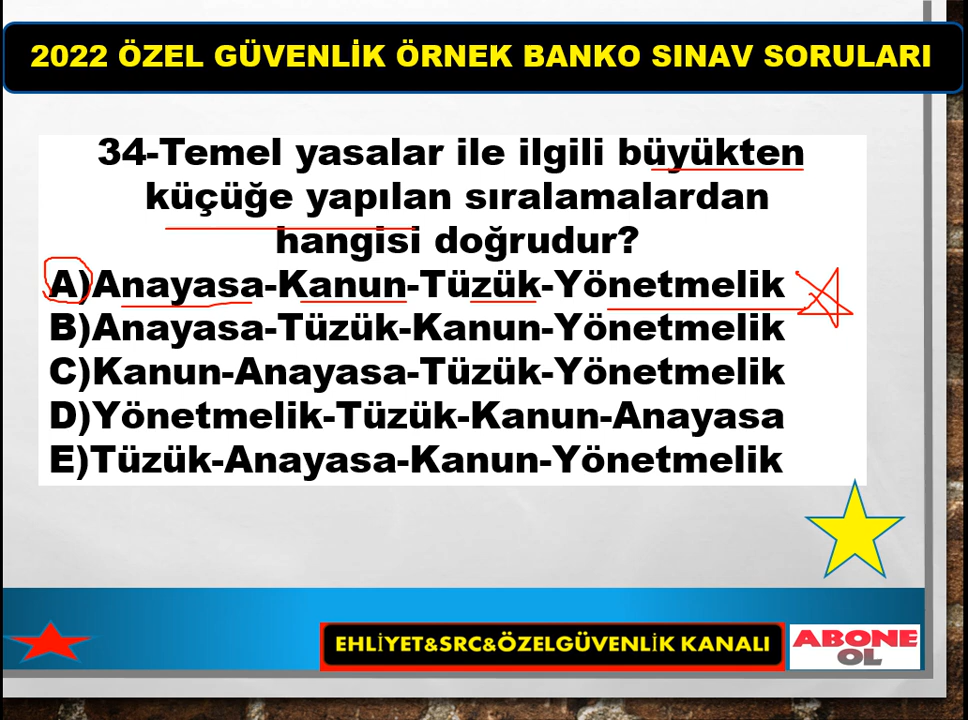 2022 ÖZEL GÜVENLİK ÖRNEK BANKO SINAV SORULARI
34-Temel yasalar ile ilgili büyükten
küçüğe yapılan sıralamalardan
hangisi doğrudur?
A)Anayasa-Kanun-Tüzük-Yönetmelik
B)Anayasa-Tüzük-Kanun-Yönetmelik
C)Kanun-Anayasa-Tüzük-Yönetmelik
D)Yönetmelik-Tüzük-Kanun-Anayasa
E)Tüzük-Anayasa-Kanun-Yönetmelik
EHLİYET&SRC&ÖZELGÜVENLİK KANALI
ABONE
OL